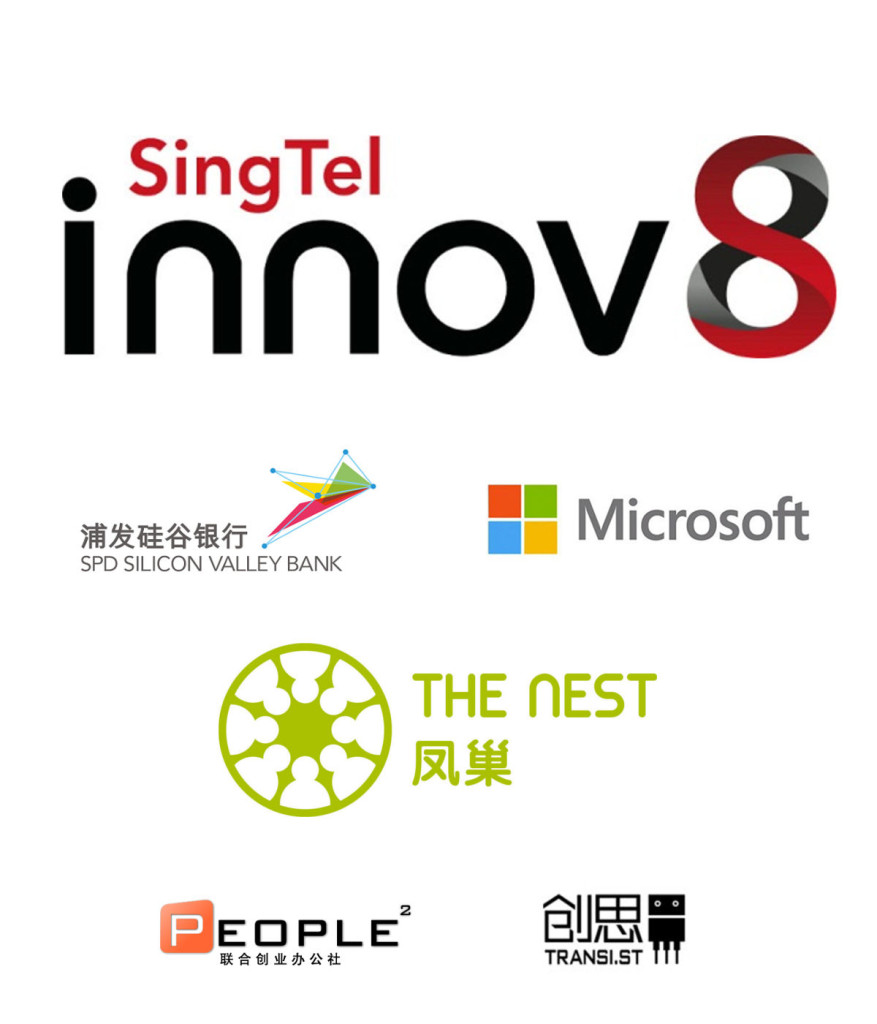 SingTel
innov8
浦发硅谷银行
SPD SILICON VALLEY BANK
Microsoft
THE NEST
凤巢
PEOPLE²
联合创业办公社
创思
TRANSI.ST